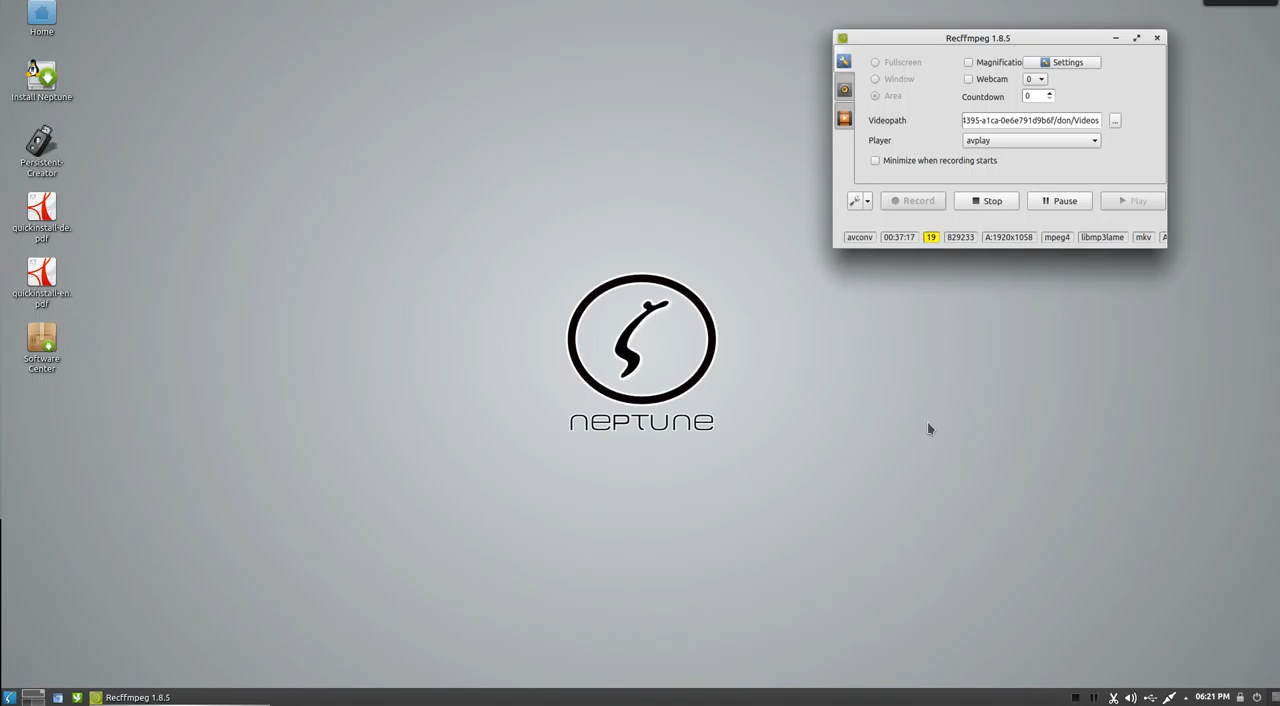 Home
Install Neptune
Persistent-
Creator
quickinstall-de.
pdf
quickinstall-en.
pdf
Software
Center
Recffmpeg 1.8.5
Fullscreen
Magnificatio
Settings
Window
Webcam
0
Area
Countdown
0
Videopath
4395-a1ca-0e6e791d9b6f/don/Videos
...
Player
avplay
Minimize when recording starts
Record
Stop
Pause
Play
avconv
00:37:17
19
829233
A:1920x1058
mpeg4
libmp3lame
mkv
A
NEPTUNE
Recffmpeg 1.8.5
06:21 PM